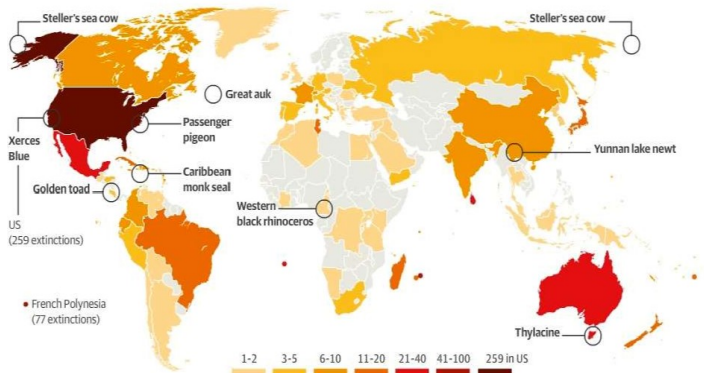 Steller's sea cow
Steller's sea cow
Great auk
Passenger
pigeon
Xerces
Blue
Caribbean
monk seal
Golden toad
Yunnan lake newt
Western
black rhinoceros
US
(259 extinctions)
French Polynesia
(77 extinctions)
Thylacine
1-2 3-5 6-10 11-20 21-40 41-100 259 in US